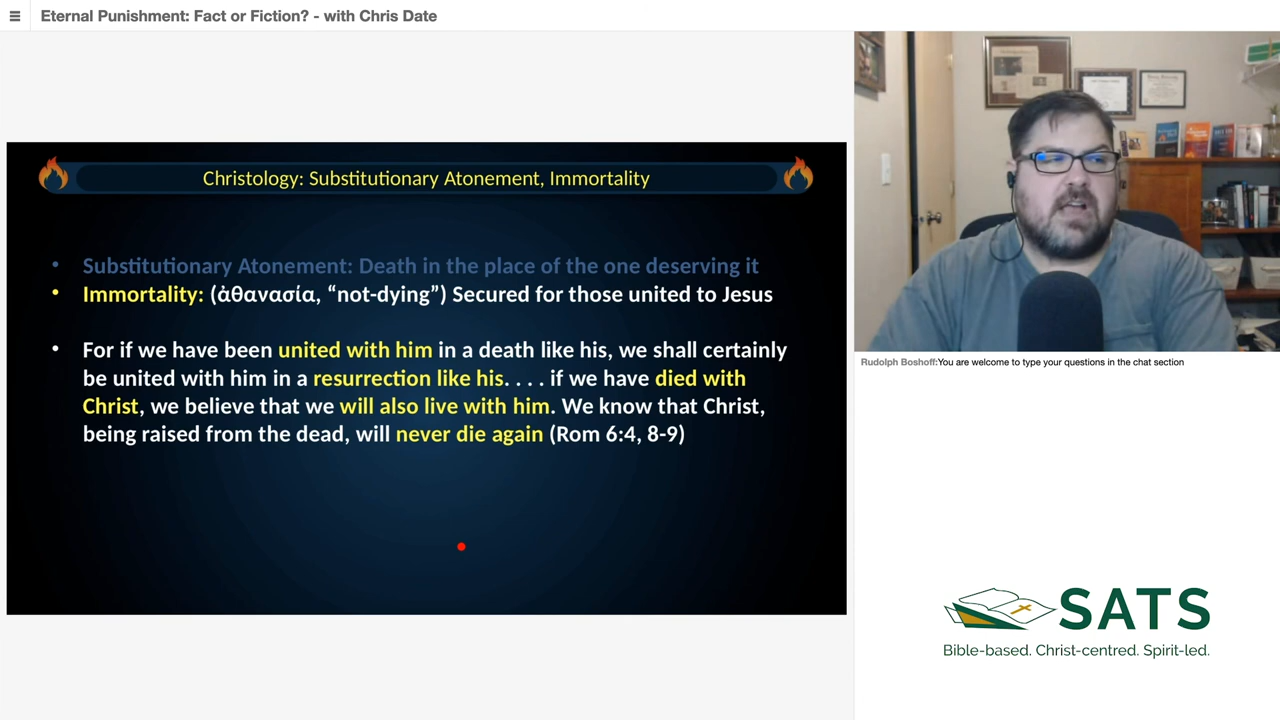 Eternal Punishment: Fact or Fiction? - with Chris Date
Christology: Substitutionary Atonement, Immortality
• Substitutionary Atonement: Death in the place of the one deserving it
• Immortality: (ἀθανασία, “not-dying”) Secured for those united to Jesus
• For if we have been united with him in a death like his, we shall certainly
be united with him in a resurrection like his. . . . if we have died with
Christ, we believe that we will also live with him. We know that Christ,
being raised from the dead, will never die again (Rom 6:4, 8-9)
Rudolph Boshoff:You are welcome to type your questions in the chat section
SATS
Bible-based. Christ-centred. Spirit-led.